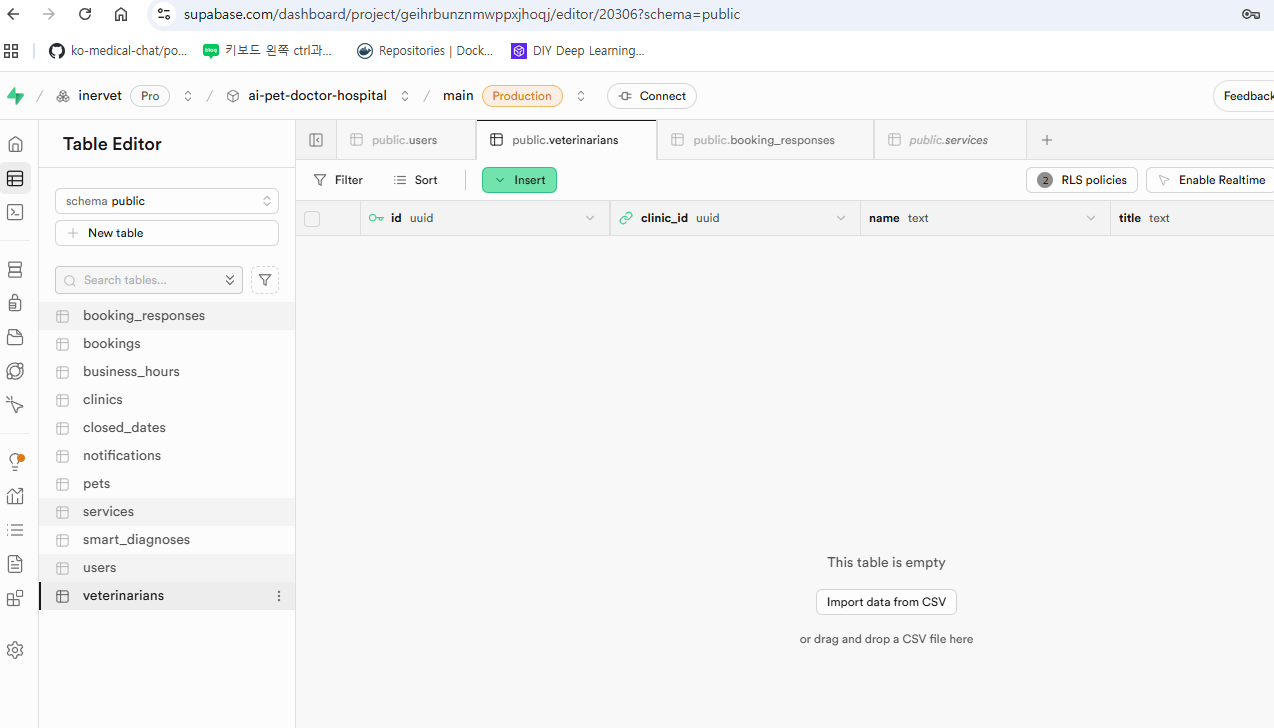 supabase.com/dashboard/project/geihrbunznmwppxjhoqj/editor/20306?schema=public
ko-medical-chat/po... 키보드 왼쪽 ctrl과... Repositories | Dock... DIY Deep Learning...
/ inervet Pro / ai-pet-doctor-hospital / main Production Connect Feedback
Table Editor
public.users public.veterinarians public.booking_responses public.services
Filter Sort Insert 2 RLS policies Enable Realtime
schema public
New table
Search tables...
id uuid clinic_id uuid name text title text
booking_responses
bookings
business_hours
clinics
closed_dates
notifications
pets
services
smart_diagnoses
users
veterinarians
This table is empty
Import data from CSV
or drag and drop a CSV file here